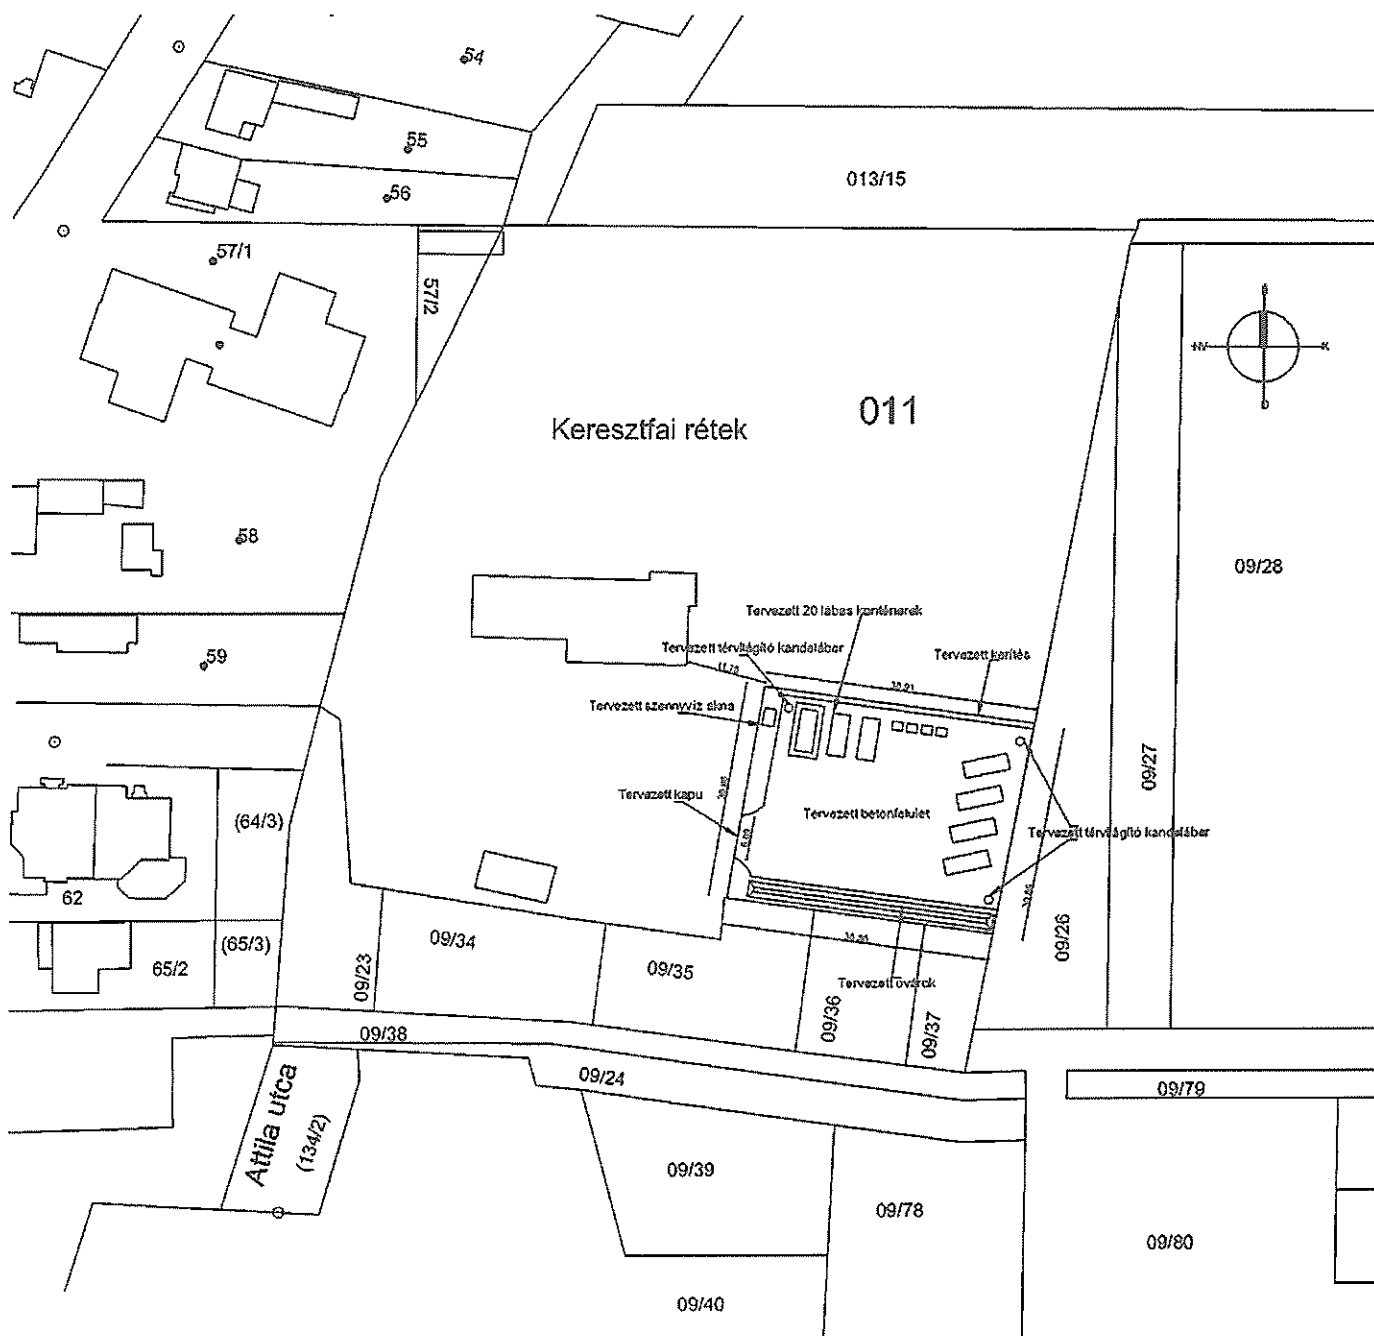 54
55
013/15
56
57/1
57/2
É
NY
K
D
011
Keresztfai rétek
58
09/28
Tervezett 20 lábas konténerek
Tervezett térvilágító kandeláber
Tervezett kerítés
59
Tervezett szennyvíz akna
09/27
Tervezett kapu
Tervezett betonfelület
(64/3)
Tervezett térvilágító kandeláber
6.00
62
(65/3)
09/34
65/2
09/23
09/35
09/26
Tervezett övárok
09/36
09/37
09/38
09/24
09/79
Attila utca
(134/2)
09/39
09/78
09/80
09/40